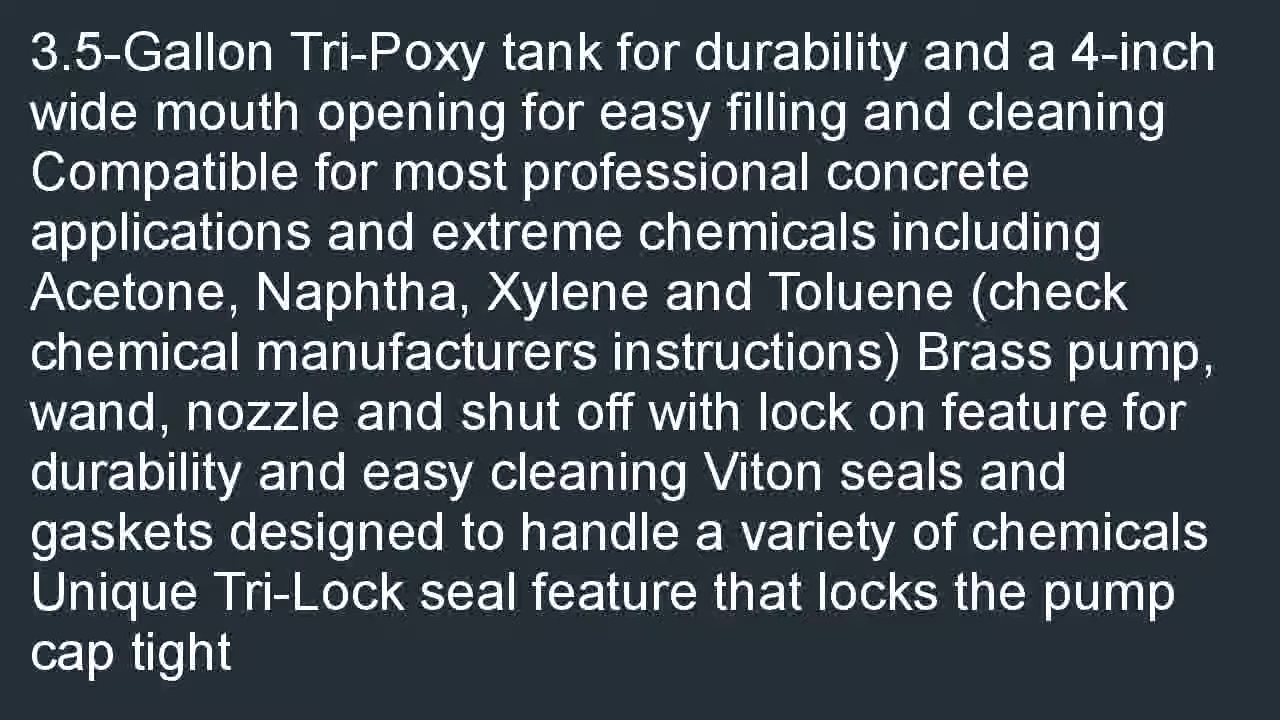 3.5-Gallon Tri-Poxy tank for durability and a 4-inch
wide mouth opening for easy filling and cleaning
Compatible for most professional concrete
applications and extreme chemicals including
Acetone, Naphtha, Xylene and Toluene (check
chemical manufacturers instructions) Brass pump,
wand, nozzle and shut off with lock on feature for
durability and easy cleaning Viton seals and
gaskets designed to handle a variety of chemicals
Unique Tri-Lock seal feature that locks the pump
cap tight